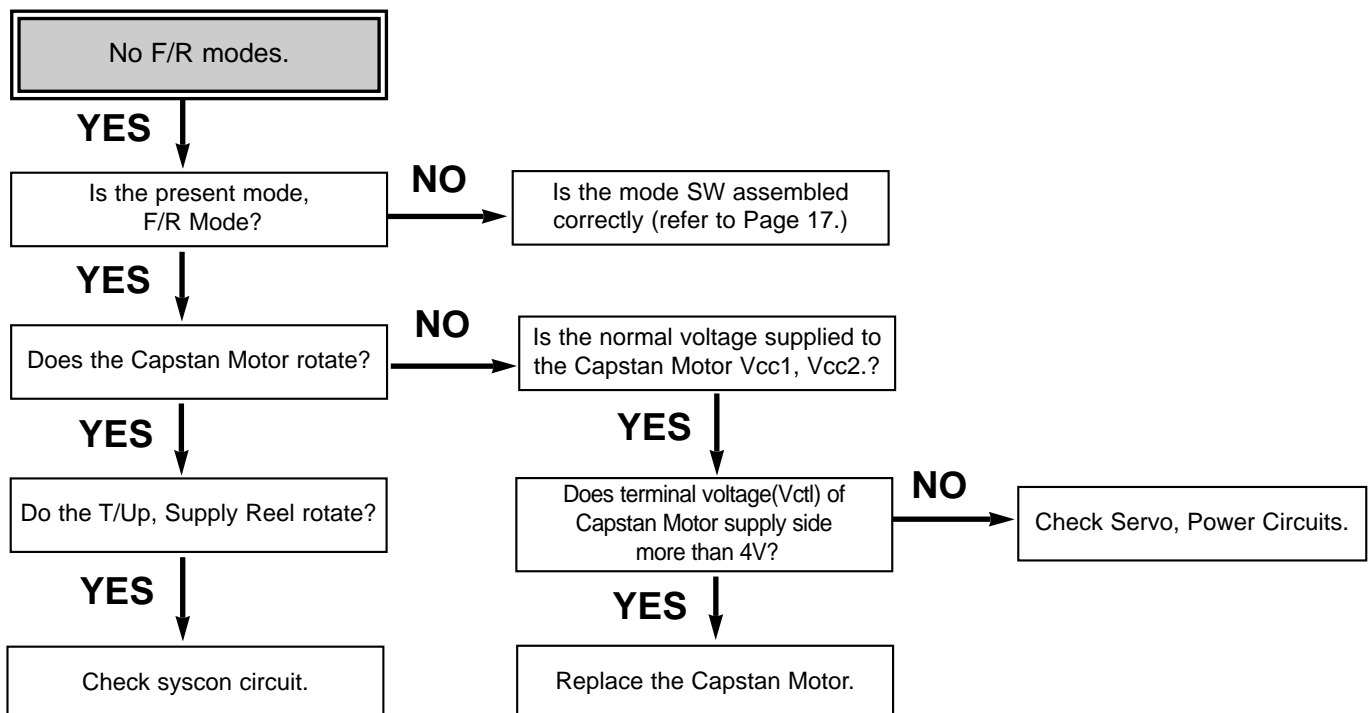 No F/R modes.
YES
Is the present mode,
F/R Mode?
NO
Is the mode SW assembled
correctly (refer to Page 17.)
YES
Does the Capstan Motor rotate?
NO
Is the normal voltage supplied to
the Capstan Motor Vcc1, Vcc2.?
YES
YES
Do the T/Up, Supply Reel rotate?
Does terminal voltage(Vctl) of
Capstan Motor supply side
more than 4V?
NO
Check Servo, Power Circuits.
YES
YES
Check syscon circuit.
Replace the Capstan Motor.